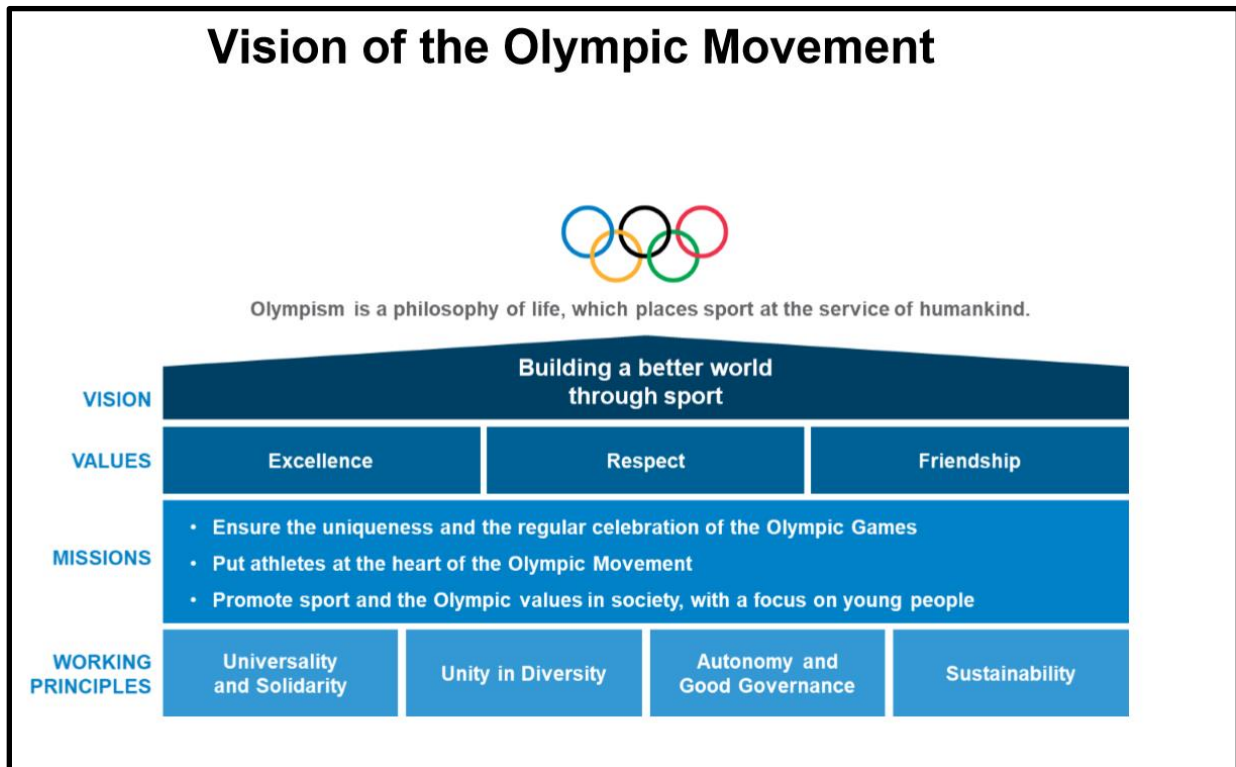 Vision of the Olympic Movement
Olympism is a philosophy of life, which places sport at the service of humankind.
VISION
Building a better world
through sport
VALUES
Excellence
Respect
Friendship
MISSIONS
• Ensure the uniqueness and the regular celebration of the Olympic Games
• Put athletes at the heart of the Olympic Movement
• Promote sport and the Olympic values in society, with a focus on young people
WORKING
PRINCIPLES
Universality
and Solidarity
Unity in Diversity
Autonomy and
Good Governance
Sustainability